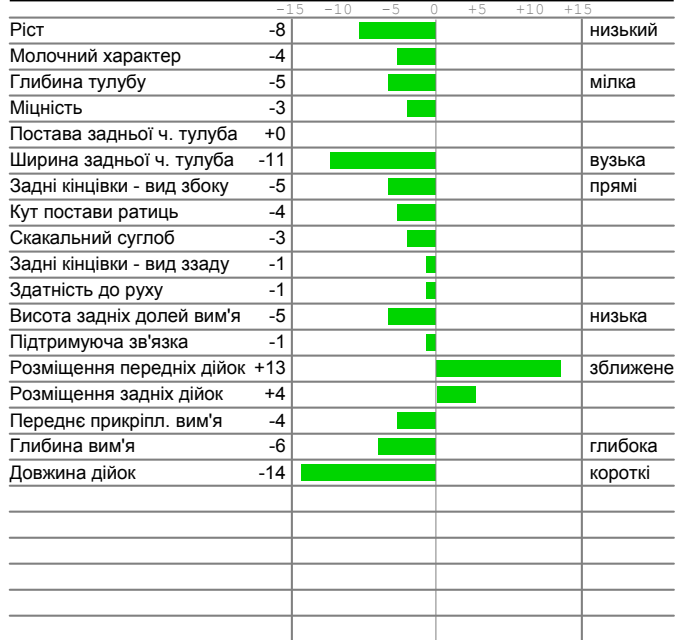 -15 -10 -5 0 +5 +10 +15
Ріст -8 низький
Молочний характер -4
Глибина тулубу -5 мілка
Міцність -3
Постава задньої ч. тулуба +0
Ширина задньої ч. тулуба -11 вузька
Задні кінцівки - вид збоку -5 прямі
Кут постави ратиць -4
Скакальний суглоб -3
Задні кінцівки - вид ззаду -1
Здатність до руху -1
Висота задніх долей вим'я -5 низька
Підтримуюча зв'язка -1
Розміщення передніх дійок +13 зближене
Розміщення задніх дійок +4
Переднє прикріпл. вим'я -4
Глибина вим'я -6 глибока
Довжина дійок -14 короткі